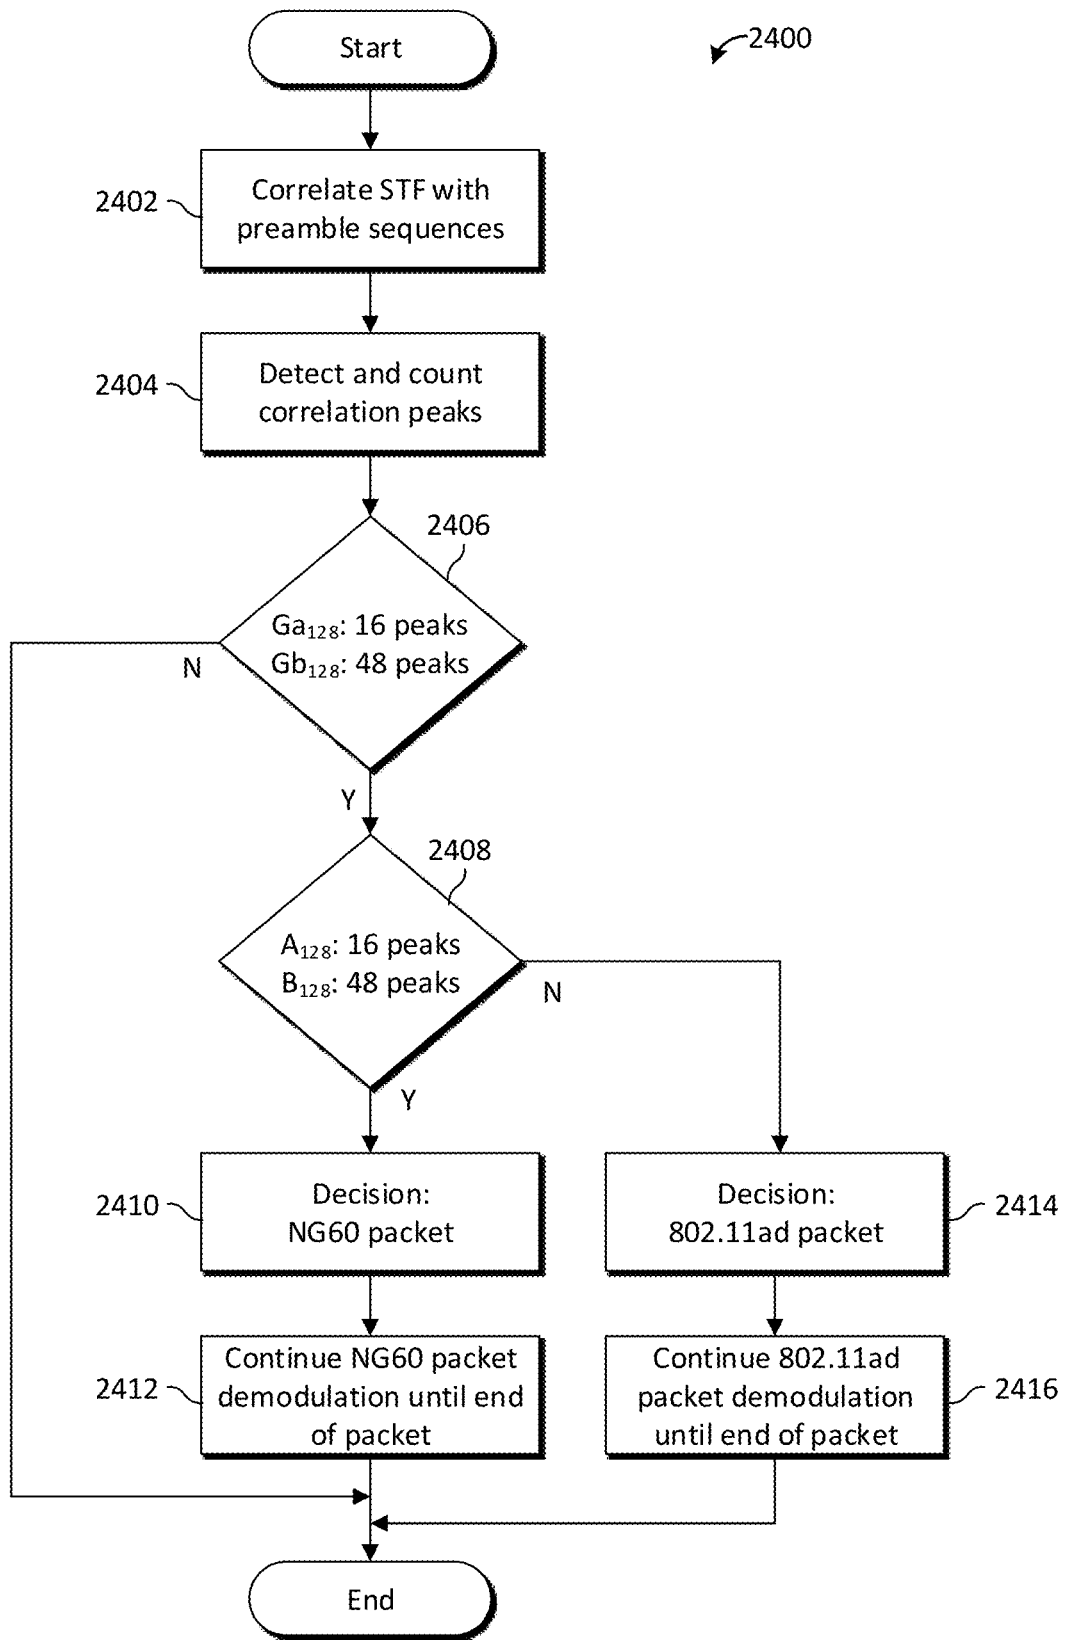 Start
2400
2402
Correlate STF with
preamble sequences
2404
Detect and count
correlation peaks
2406
Ga₁₂₈: 16 peaks
Gb₁₂₈: 48 peaks
N
Y
2408
A₁₂₈: 16 peaks
B₁₂₈: 48 peaks
N
Y
2410
Decision:
NG60 packet
Decision:
802.11ad packet
2414
2412
Continue NG60 packet
demodulation until end
of packet
Continue 802.11ad
packet demodulation
until end of packet
2416
End